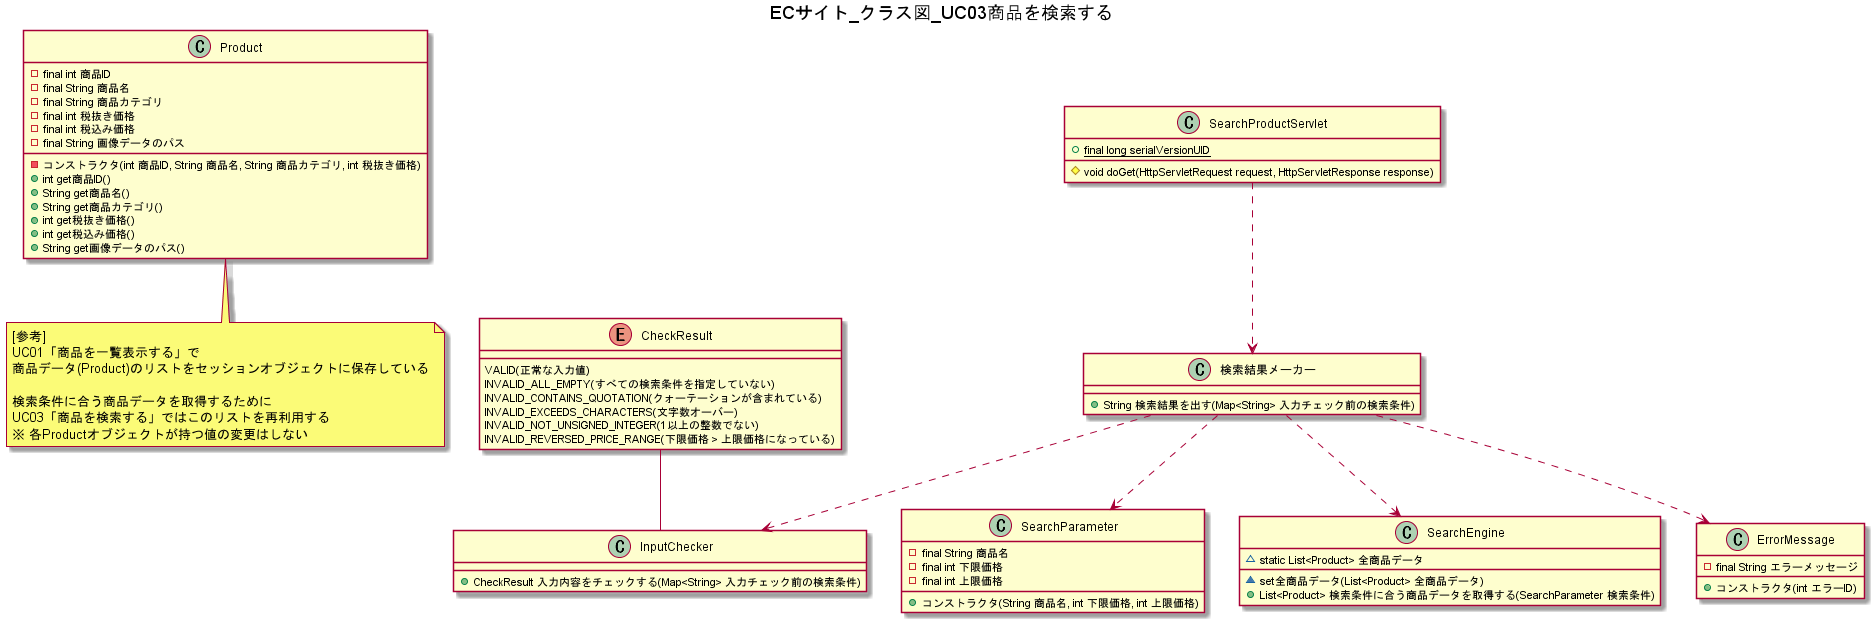 ECサイト_クラス図_UC03商品を検索する
C Product
final int 商品ID
final String 商品名
final String 商品カテゴリ
final int 税抜き価格
final int 税込み価格
final String 画像データのパス
コンストラクタ(int 商品ID, String 商品名, String 商品カテゴリ, int 税抜き価格)
int get商品ID()
String get商品名()
String get商品カテゴリ()
int get税抜き価格()
int get税込み価格()
String get画像データのパス()
[参考]
UC01「商品を一覧表示する」で
商品データ(Product)のリストをセッションオブジェクトに保存している
検索条件に合う商品データを取得するために
UC03「商品を検索する」ではこのリストを再利用する
※ 各Productオブジェクトが持つ値の変更はしない
C SearchProductServlet
final long serialVersionUID
void doGet(HttpServletRequest request, HttpServletResponse response)
E CheckResult
VALID(正常な入力値)
INVALID_ALL_EMPTY(すべての検索条件を指定していない)
INVALID_CONTAINS_QUOTATION(クォーテーションが含まれている)
INVALID_EXCEEDS_CHARACTERS(文字数オーバー)
INVALID_NOT_UNSIGNED_INTEGER(1以上の整数でない)
INVALID_REVERSED_PRICE_RANGE(下限価格 > 上限価格になっている)
C 検索結果メーカー
String 検索結果を出す(Map<String> 入力チェック前の検索条件)
C InputChecker
CheckResult 入力内容をチェックする(Map<String> 入力チェック前の検索条件)
C SearchParameter
final String 商品名
final int 下限価格
final int 上限価格
コンストラクタ(String 商品名, int 下限価格, int 上限価格)
C SearchEngine
static List<Product> 全商品データ
set全商品データ(List<Product> 全商品データ)
List<Product> 検索条件に合う商品データを取得する(SearchParameter 検索条件)
C ErrorMessage
final String エラーメッセージ
コンストラクタ(int エラーID)